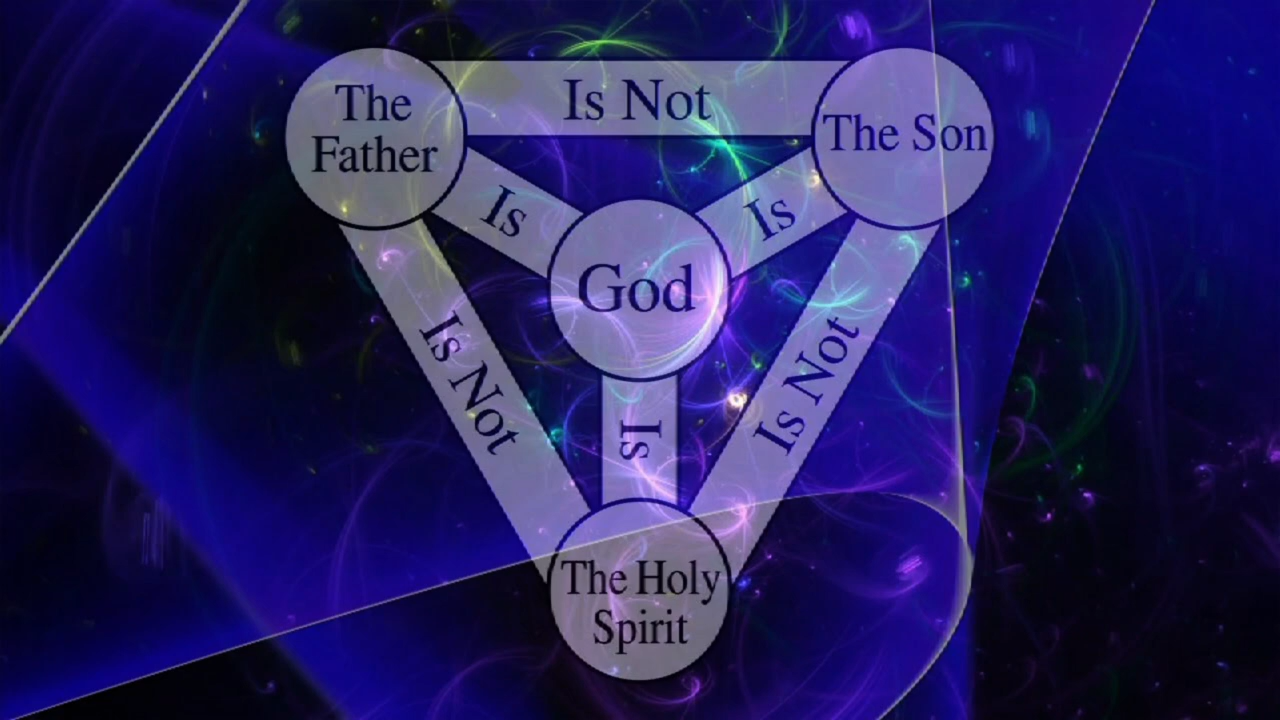 The
Father
Is Not
The Son
Is
Is
God
Is Not
Is Not
Is
The Holy
Spirit